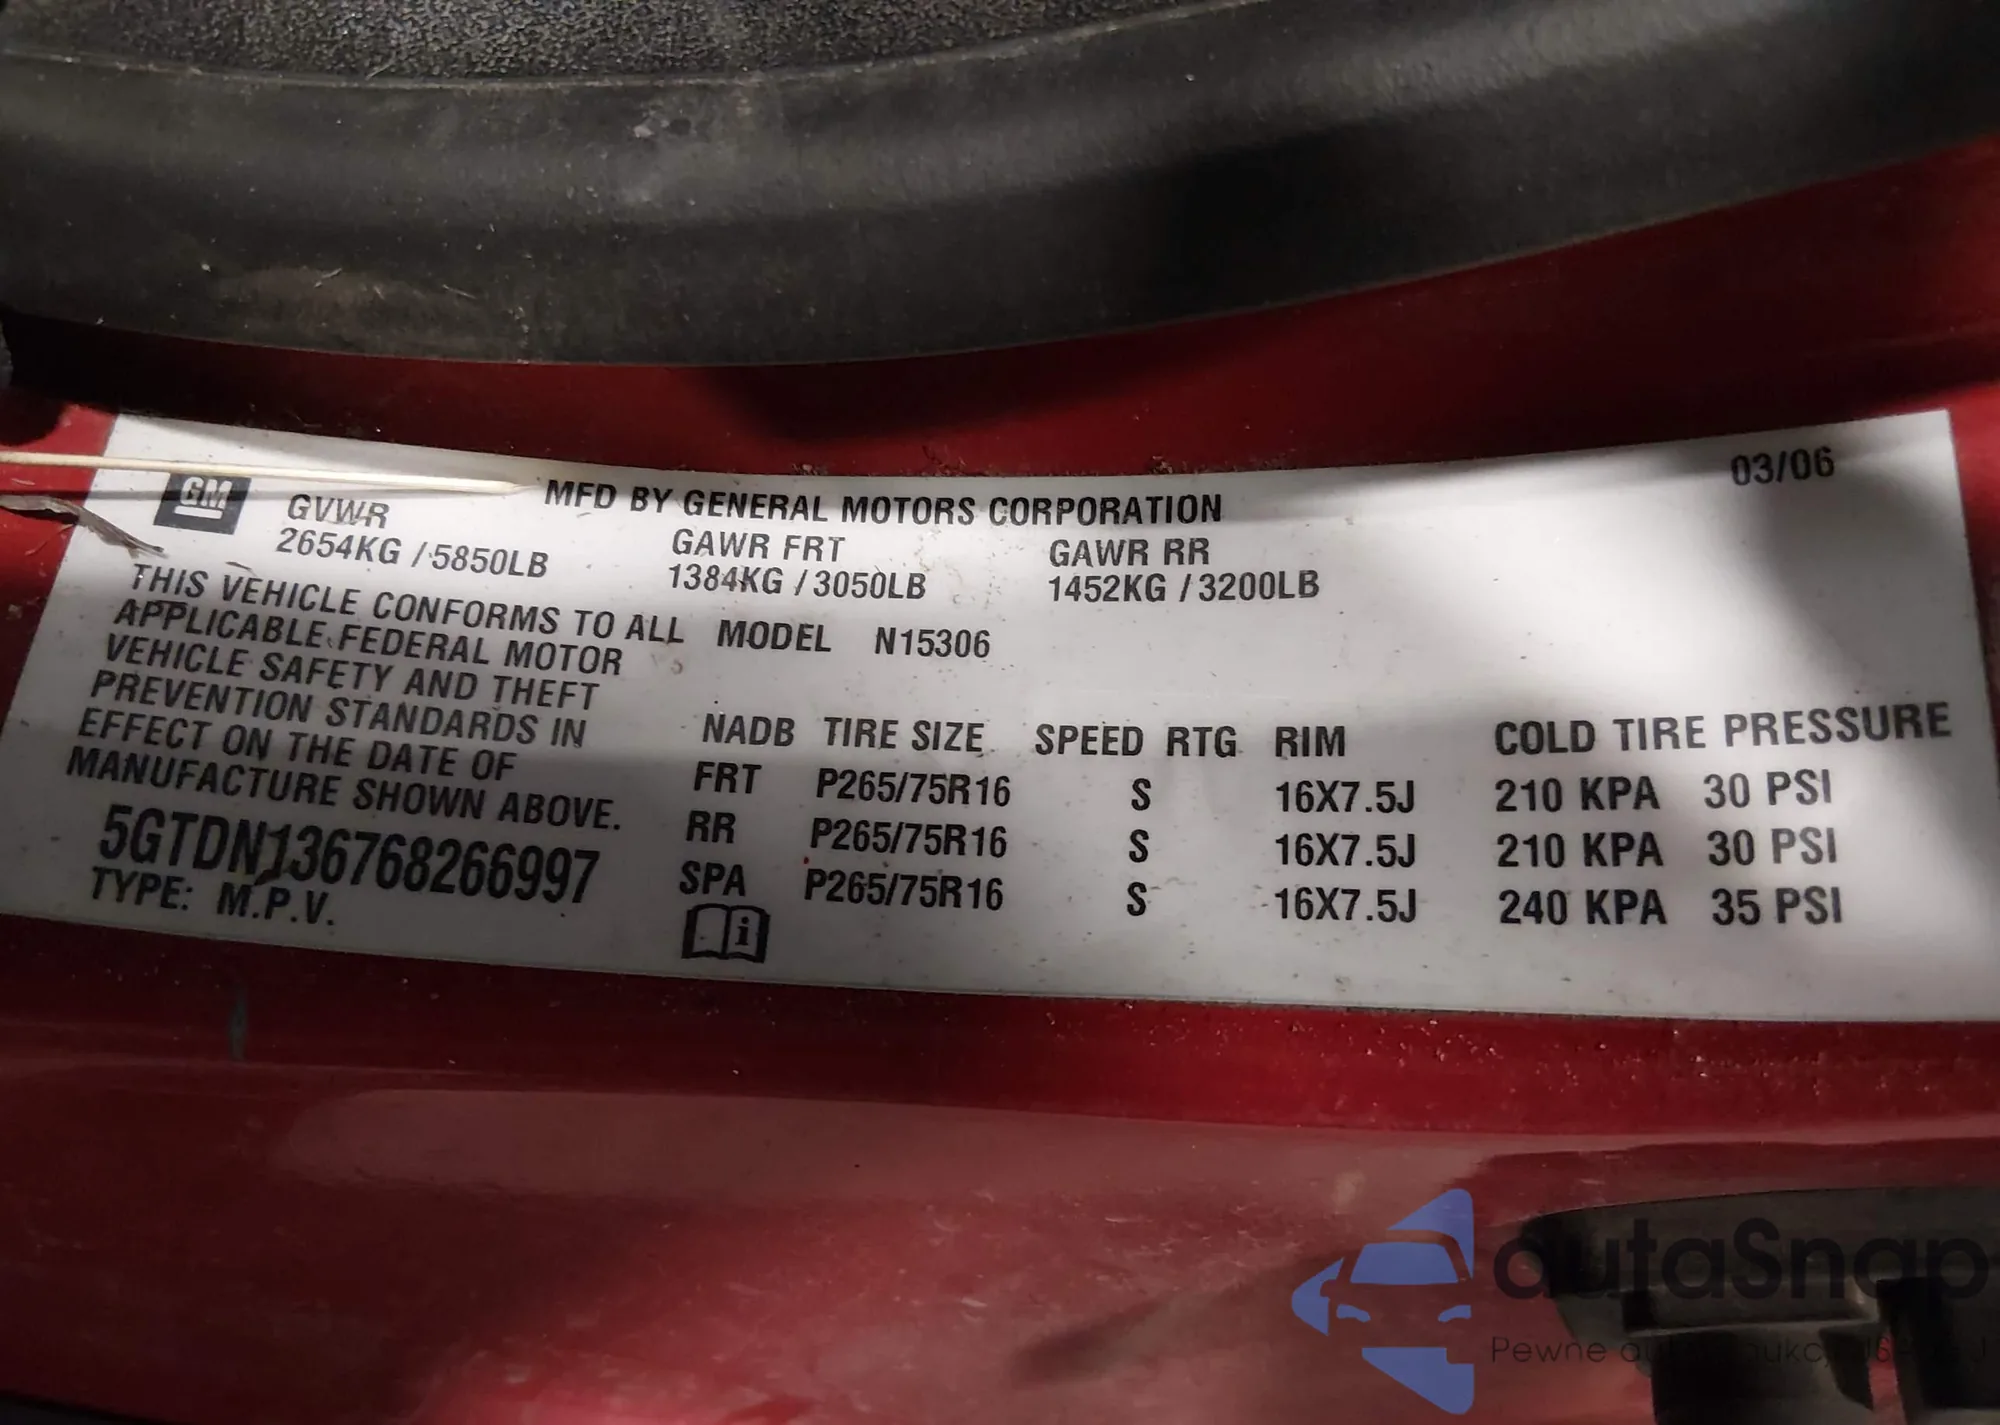 03/06
GM
MFD BY GENERAL MOTORS CORPORATION
GVWR GAWR FRT GAWR RR
2654KG / 5850LB 1384KG / 3050LB 1452KG / 3200LB
THIS VEHICLE CONFORMS TO ALL
APPLICABLE FEDERAL MOTOR
VEHICLE SAFETY AND THEFT
PREVENTION STANDARDS IN
EFFECT ON THE DATE OF
MANUFACTURE SHOWN ABOVE.
5GTDN136768266997
TYPE: M.P.V.
MODEL N15306
NADB TIRE SIZE SPEED RTG RIM COLD TIRE PRESSURE
FRT P265/75R16 S 16X7.5J 210 KPA 30 PSI
RR P265/75R16 S 16X7.5J 210 KPA 30 PSI
SPA P265/75R16 S 16X7.5J 240 KPA 35 PSI
i
autaSnap
Pewne